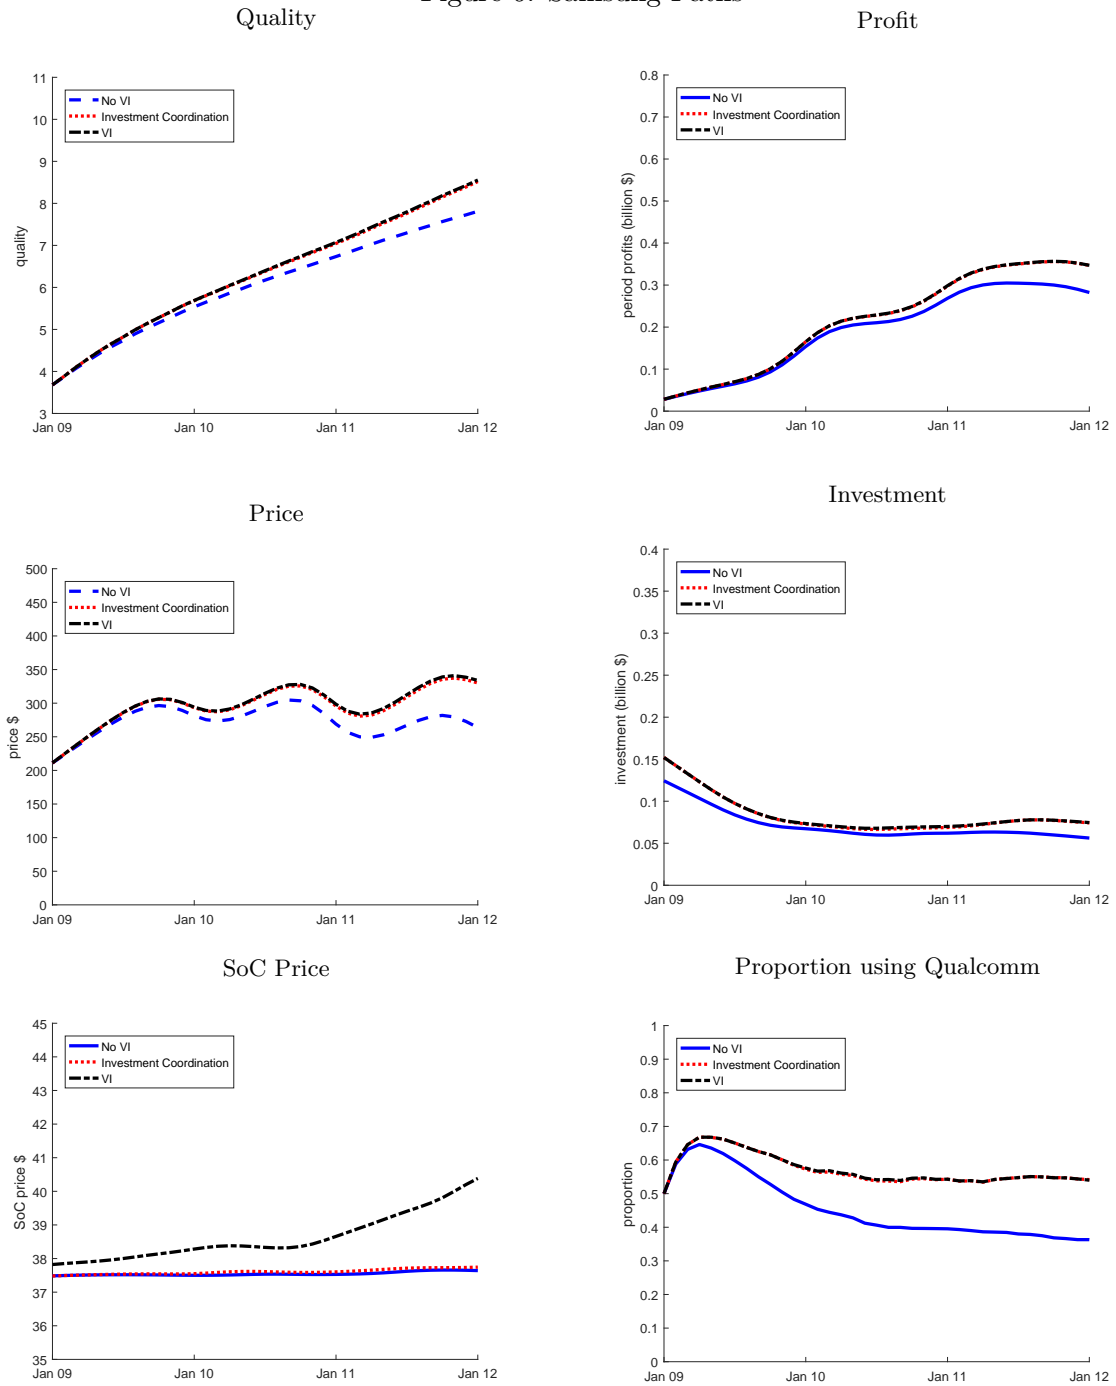 Quality
11
10
9
8
7
6
5
4
3
quality
No VI
Investment Coordination
VI
Jan 09
Jan 10
Jan 11
Jan 12
Profit
0.8
0.7
0.6
0.5
0.4
0.3
0.2
0.1
0
period profits (billion $)
No VI
Investment Coordination
VI
Jan 09
Jan 10
Jan 11
Jan 12
Price
500
450
400
350
300
250
200
150
100
50
0
price $
No VI
Investment Coordination
VI
Jan 09
Jan 10
Jan 11
Jan 12
Investment
0.4
0.35
0.3
0.25
0.2
0.15
0.1
0.05
0
investment (billion $)
No VI
Investment Coordination
VI
Jan 09
Jan 10
Jan 11
Jan 12
SoC Price
45
44
43
42
41
40
39
38
37
36
35
SoC price $
No VI
Investment Coordination
VI
Jan 09
Jan 10
Jan 11
Jan 12
Proportion using Qualcomm
1
0.9
0.8
0.7
0.6
0.5
0.4
0.3
0.2
0.1
0
proportion
No VI
Investment Coordination
VI
Jan 09
Jan 10
Jan 11
Jan 12